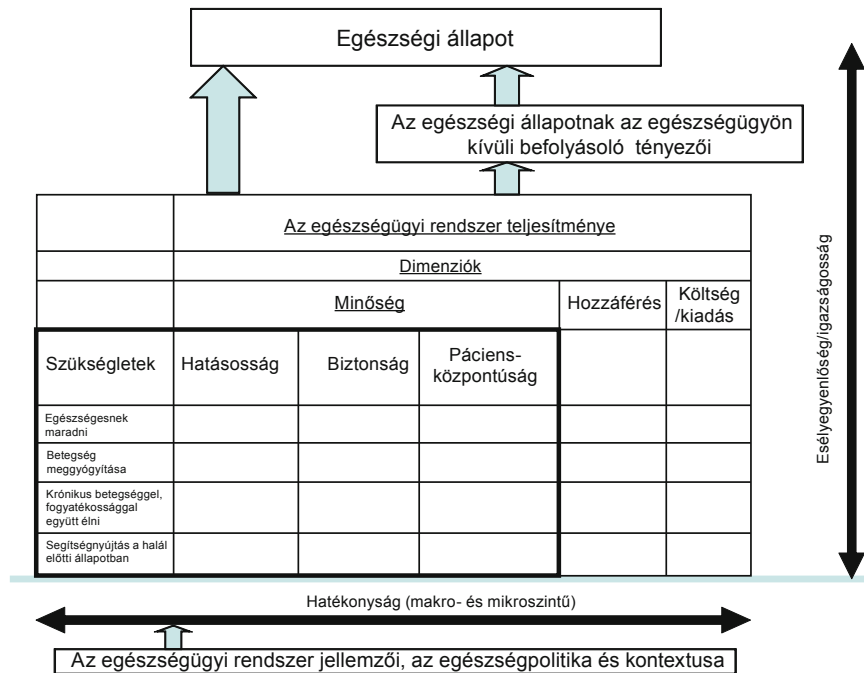 Egészségi állapot
Az egészségi állapotnak az egészségügyön
kívüli befolyásoló tényezői
Az egészségügyi rendszer teljesítménye
Dimenziók
Minőség
Hozzáférés
Költség
/kiadás
Szükségletek
Hatásosság
Biztonság
Páciens-
központúság
Egészségesnek
maradni
Betegség
meggyógyítása
Krónikus betegséggel,
fogyatékossággal
együtt élni
Segítségnyújtás a halál
előtti állapotban
Esélyegyenlőség/igazságosság
Hatékonyság (makro- és mikroszintű)
Az egészségügyi rendszer jellemzői, az egészségpolitika és kontextusa